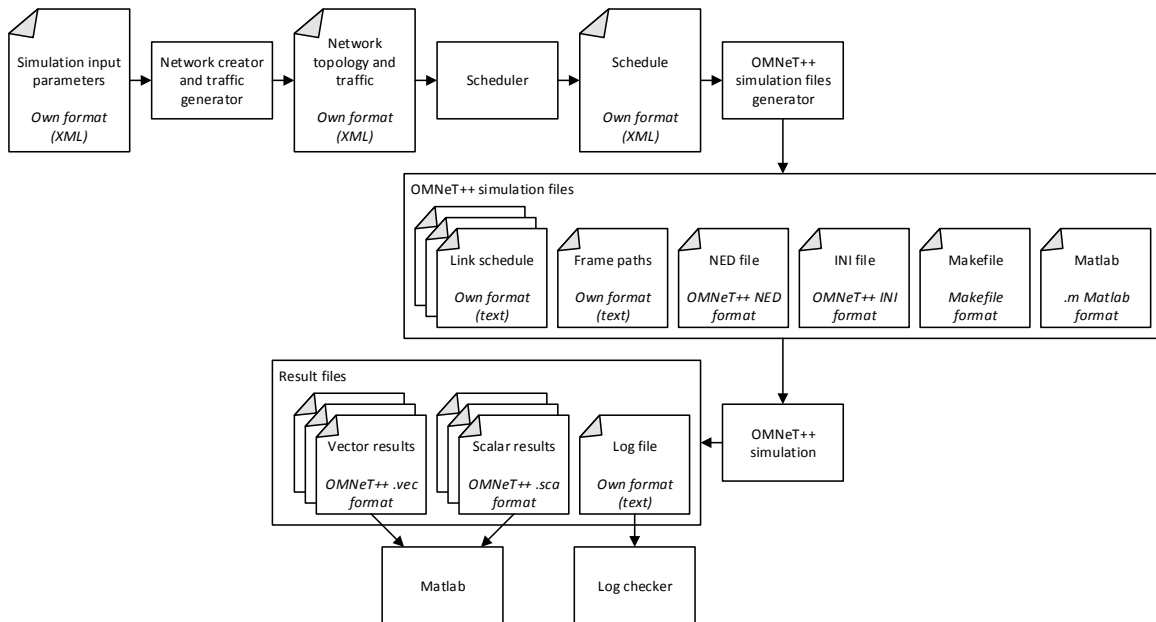 Simulation input
parameters
Own format
(XML)
Network creator
and traffic
generator
Network
topology and
traffic
Own format
(XML)
Scheduler
Schedule
Own format
(XML)
OMNeT++
simulation files
generator
OMNeT++ simulation files
Link schedule
Own format
(text)
Frame paths
Own format
(text)
NED file
OMNeT++ NED
format
INI file
OMNeT++ INI
format
Makefile
Makefile
format
Matlab
.m Matlab
format
Result files
Vector results
OMNeT++ .vec
format
Scalar results
OMNeT++ .sca
format
Log file
Own format
(text)
OMNeT++
simulation
Matlab
Log checker